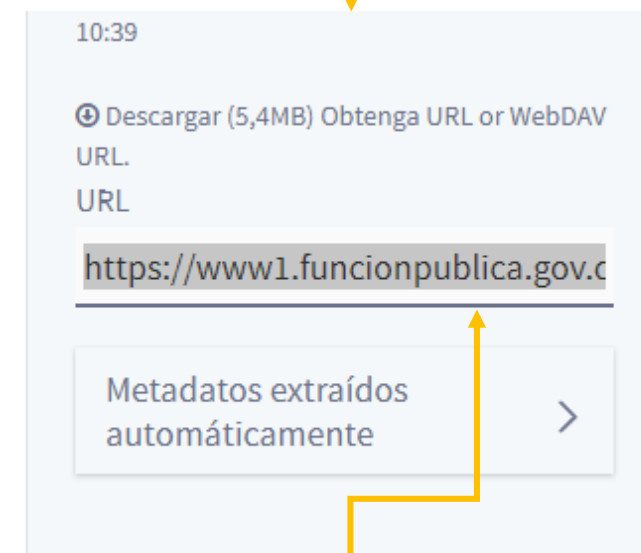 10:39
Descargar (5,4MB) Obtenga URL or WebDAV
URL.
URL
https://www1.funcionpublica.gov.c
Metadatos extraídos
automáticamente